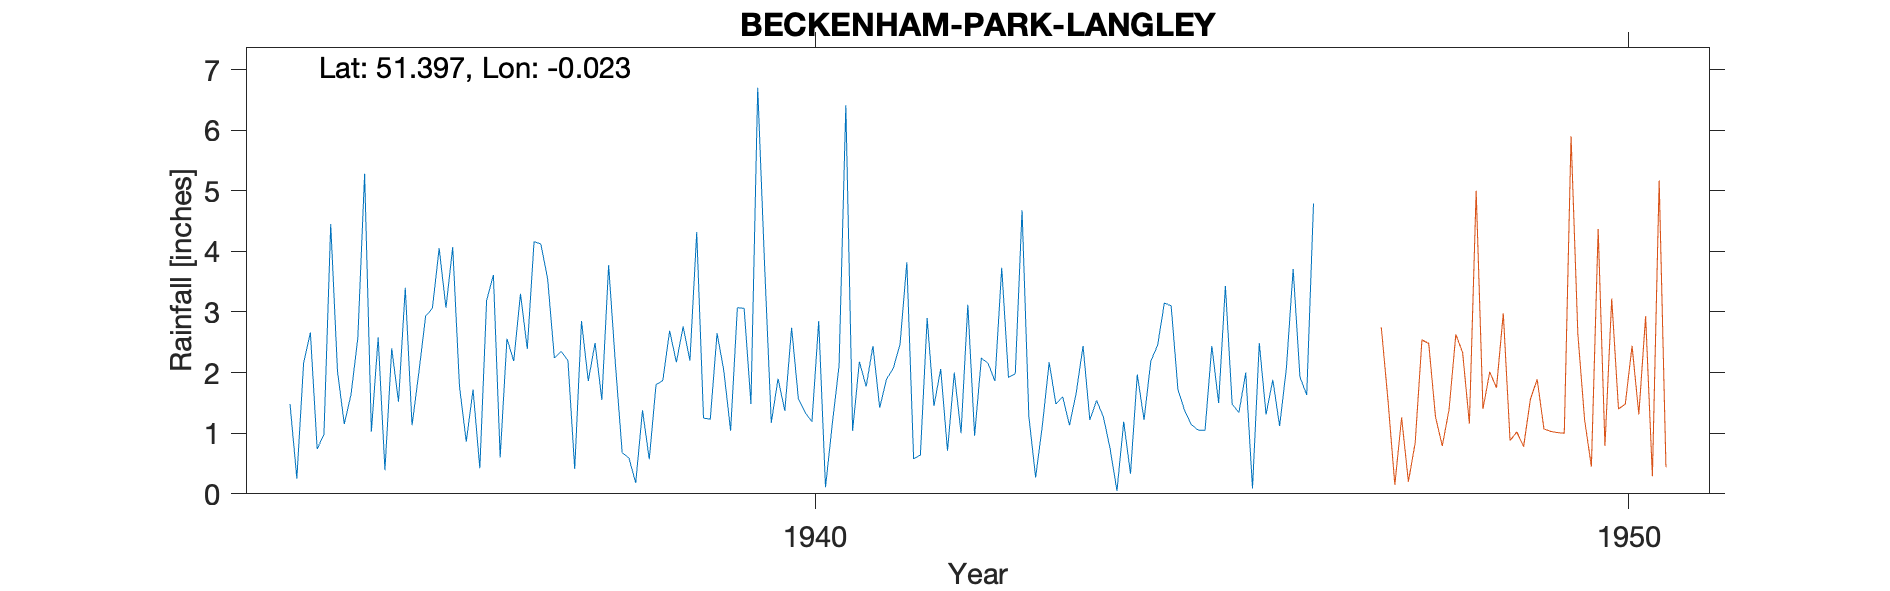 BECKENHAM-PARK-LANGLEY
Lat: 51.397, Lon: -0.023
7
6
5
4
3
2
1
0
Rainfall [inches]
1940
1950
Year